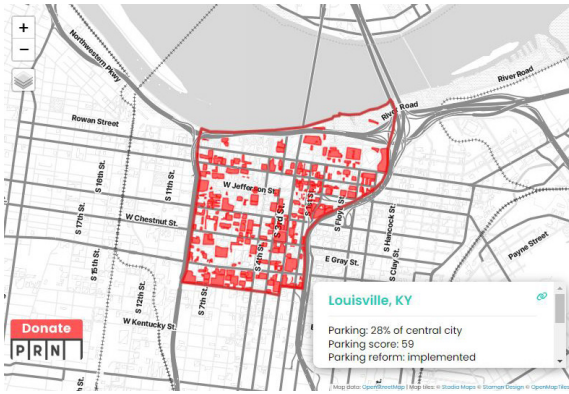 +
−
Northwestern Pkwy
River Road
River Road
Rowan Street
S 16th St.
S 11th St.
W Jefferson St.
S 1st St.
S 17th St.
W Chestnut St.
S 3rd St.
S Floyd St.
S Hancock St.
Payne Street
S 15th St.
S 4th St.
E Gray St.
S Clay St.
S 12th St.
S 7th St.
W Kentucky St.
Louisville, KY
Parking: 28% of central city
Parking score: 59
Parking reform: implemented
Donate
PRN
Map data: OpenStreetMap | Map tiles: © Stadia Maps © Stamen Design © OpenMapTiles